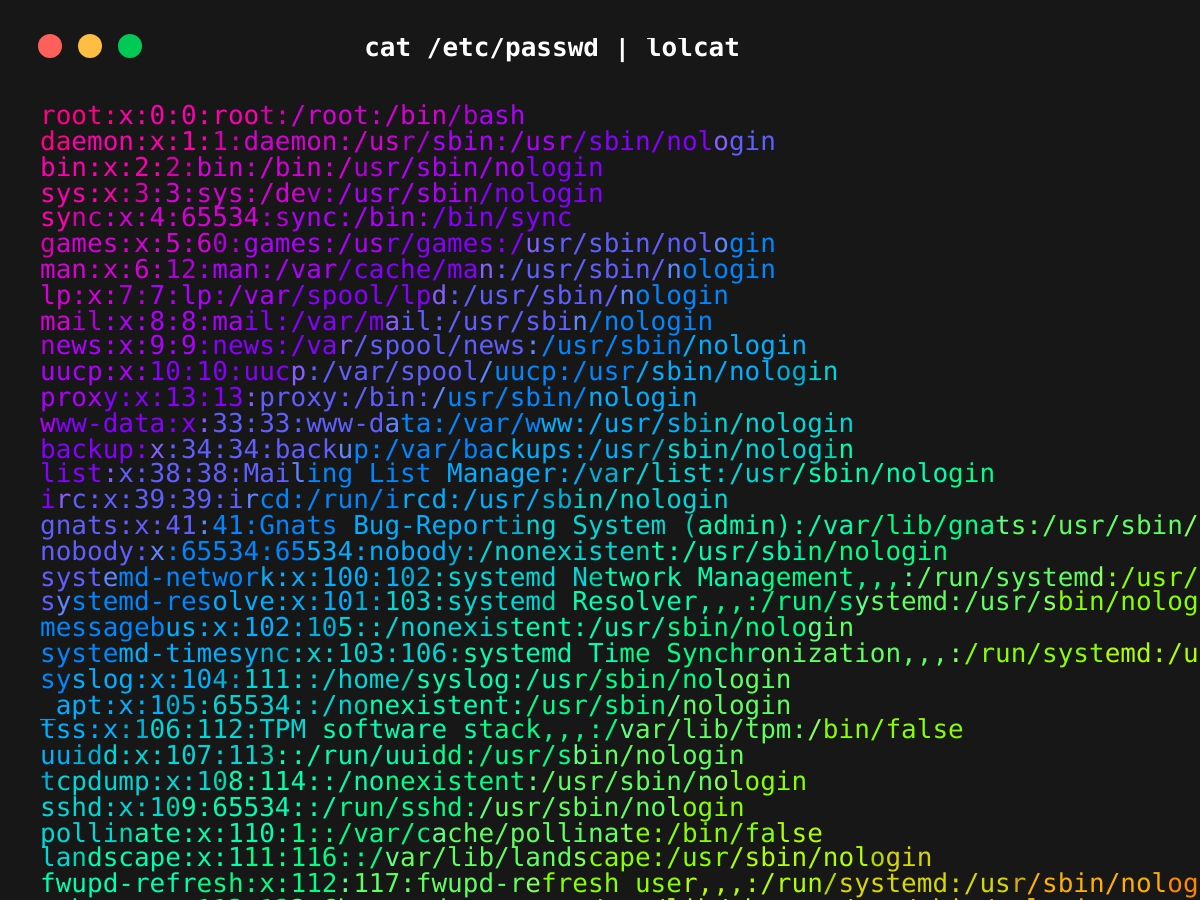 cat /etc/passwd | lolcat
root:x:0:0:root:/root:/bin/bash
daemon:x:1:1:daemon:/usr/sbin:/usr/sbin/nologin
bin:x:2:2:bin:/bin:/usr/sbin/nologin
sys:x:3:3:sys:/dev:/usr/sbin/nologin
sync:x:4:65534:sync:/bin:/bin/sync
games:x:5:60:games:/usr/games:/usr/sbin/nologin
man:x:6:12:man:/var/cache/man:/usr/sbin/nologin
lp:x:7:7:lp:/var/spool/lpd:/usr/sbin/nologin
mail:x:8:8:mail:/var/mail:/usr/sbin/nologin
news:x:9:9:news:/var/spool/news:/usr/sbin/nologin
uucp:x:10:10:uucp:/var/spool/uucp:/usr/sbin/nologin
proxy:x:13:13:proxy:/bin:/usr/sbin/nologin
www-data:x:33:33:www-data:/var/www:/usr/sbin/nologin
backup:x:34:34:backup:/var/backups:/usr/sbin/nologin
list:x:38:38:Mailing List Manager:/var/list:/usr/sbin/nologin
irc:x:39:39:ircd:/run/ircd:/usr/sbin/nologin
gnats:x:41:41:Gnats Bug-Reporting System (admin):/var/lib/gnats:/usr/sbin/
nobody:x:65534:65534:nobody:/nonexistent:/usr/sbin/nologin
systemd-network:x:100:102:systemd Network Management,,,:/run/systemd:/usr/
systemd-resolve:x:101:103:systemd Resolver,,,:/run/systemd:/usr/sbin/nolog
messagebus:x:102:105::/nonexistent:/usr/sbin/nologin
systemd-timesync:x:103:106:systemd Time Synchronization,,,:/run/systemd:/u
syslog:x:104:111::/home/syslog:/usr/sbin/nologin
_apt:x:105:65534::/nonexistent:/usr/sbin/nologin
tss:x:106:112:TPM software stack,,,:/var/lib/tpm:/bin/false
uuidd:x:107:113::/run/uuidd:/usr/sbin/nologin
tcpdump:x:108:114::/nonexistent:/usr/sbin/nologin
sshd:x:109:65534::/run/sshd:/usr/sbin/nologin
pollinate:x:110:1::/var/cache/pollinate:/bin/false
landscape:x:111:116::/var/lib/landscape:/usr/sbin/nologin
fwupd-refresh:x:112:117:fwupd-refresh user,,,:/run/systemd:/usr/sbin/nolog